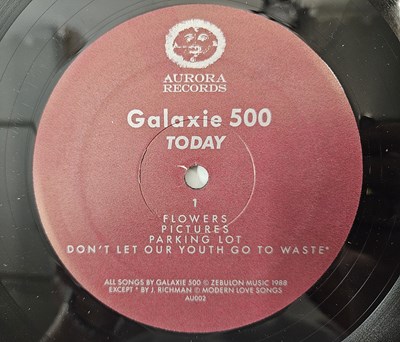 AURORA
RECORDS
Galaxie 500
TODAY
1
FLOWERS
PICTURES
PARKING LOT
DON'T LET OUR YOUTH GO TO WASTE*
ALL SONGS BY GALAXIE 500 © ZEBULON MUSIC 1988
EXCEPT * BY J. RICHMAN © MODERN LOVE SONGS
AU002